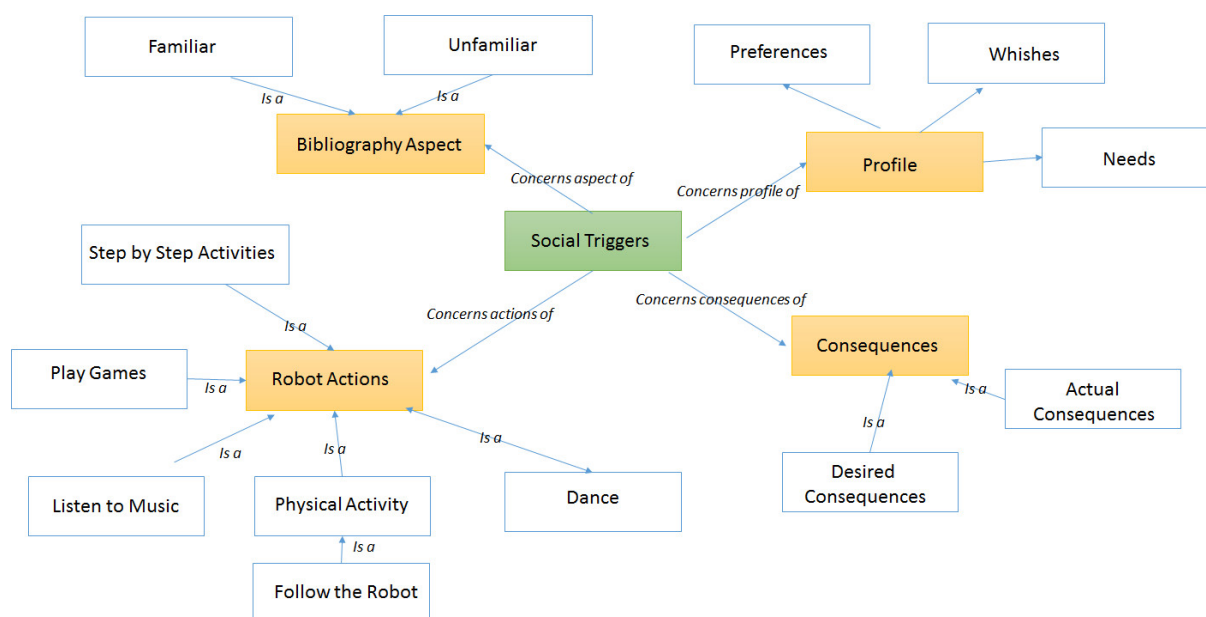 Familiar
Unfamiliar
Preferences
Whishes
Is a
Is a
Bibliography Aspect
Profile
Needs
Concerns aspect of
Concerns profile of
Social Triggers
Step by Step Activities
Concerns actions of
Concerns consequences of
Is a
Consequences
Play Games
Is a
Robot Actions
Is a
Actual
Consequences
Is a
Is a
Is a
Is a
Desired
Consequences
Listen to Music
Physical Activity
Dance
Is a
Follow the Robot